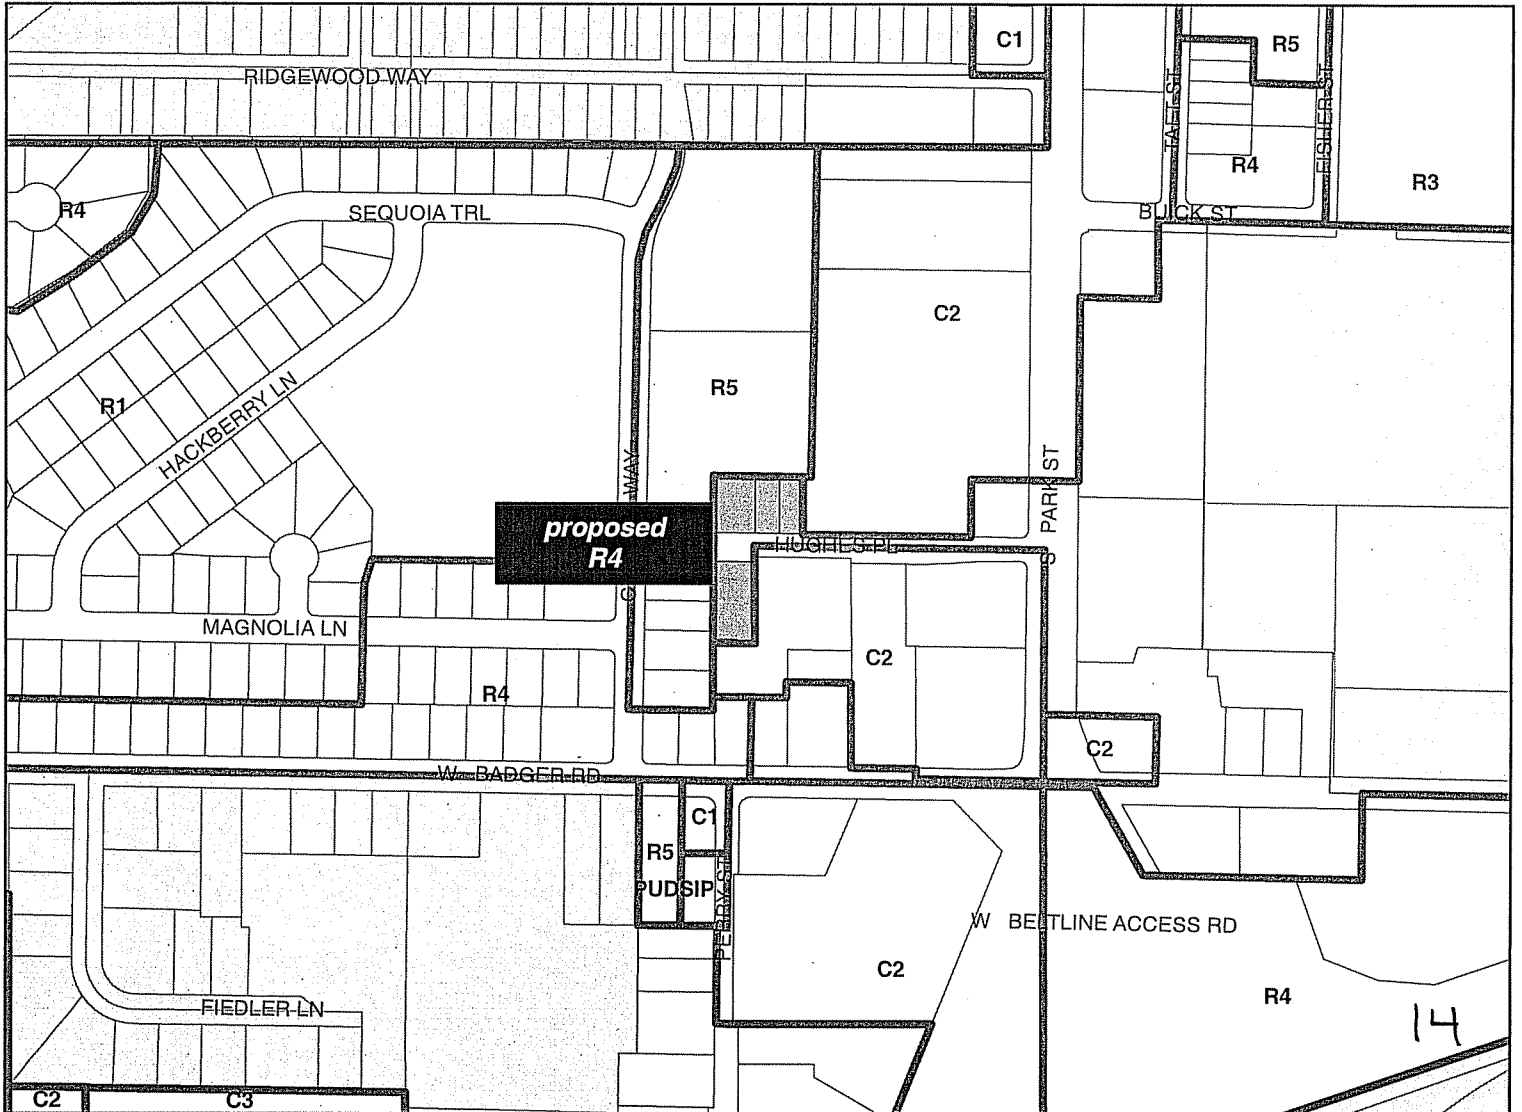 C1
R5
RIDGEWOOD WAY
TAFT ST
FISHER ST
R4
R3
R4
SEQUOIA TRL
BUICK ST
C2
R5
R1
HACKBERRY LN
WAY
S PARK ST
proposed
R4
HUGHES PL
MAGNOLIA LN
C2
R4
C2
W BADGER RD
C1
R5
PUDSIP
PERRY ST
W BELTLINE ACCESS RD
C2
R4
FIEDLER LN
14
C2
C3